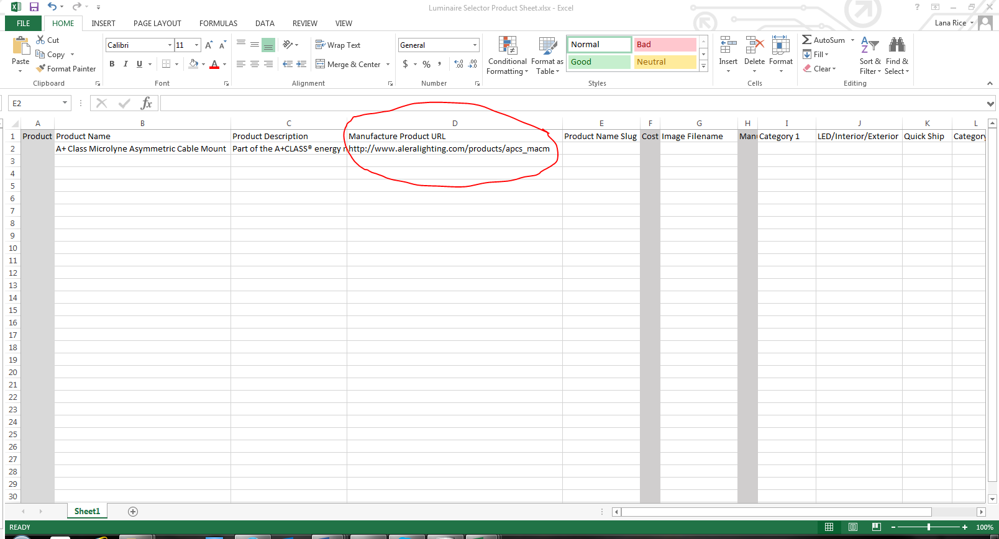 Luminaire Selector Product Sheet.xlsx - Excel
FILE HOME INSERT PAGE LAYOUT FORMULAS DATA REVIEW VIEW Lana Rice
Paste
Cut
Copy
Format Painter
Clipboard
Calibri 11
B I U A
Font
Wrap Text
Merge & Center
Alignment
General
$ % ,
Number
Conditional Formatting
Format as Table
Normal Bad
Good Neutral
Styles
Insert Delete Format
Cells
AutoSum
Fill
Clear
Sort & Filter
Find & Select
Editing
E2 fx
A B C D E F G H I J K L
1 Product Product Name Product Description Manufacture Product URL Product Name Slug Cost Image Filename Manu Category 1 LED/Interior/Exterior Quick Ship Category
2 A+ Class Microlyne Asymmetric Cable Mount Part of the A+CLASS® energy n http://www.aleralighting.com/products/apcs_macm
3
4
5
6
7
8
9
10
11
12
13
14
15
16
17
18
19
20
21
22
23
24
25
26
27
28
29
30
Sheet1
READY 100%